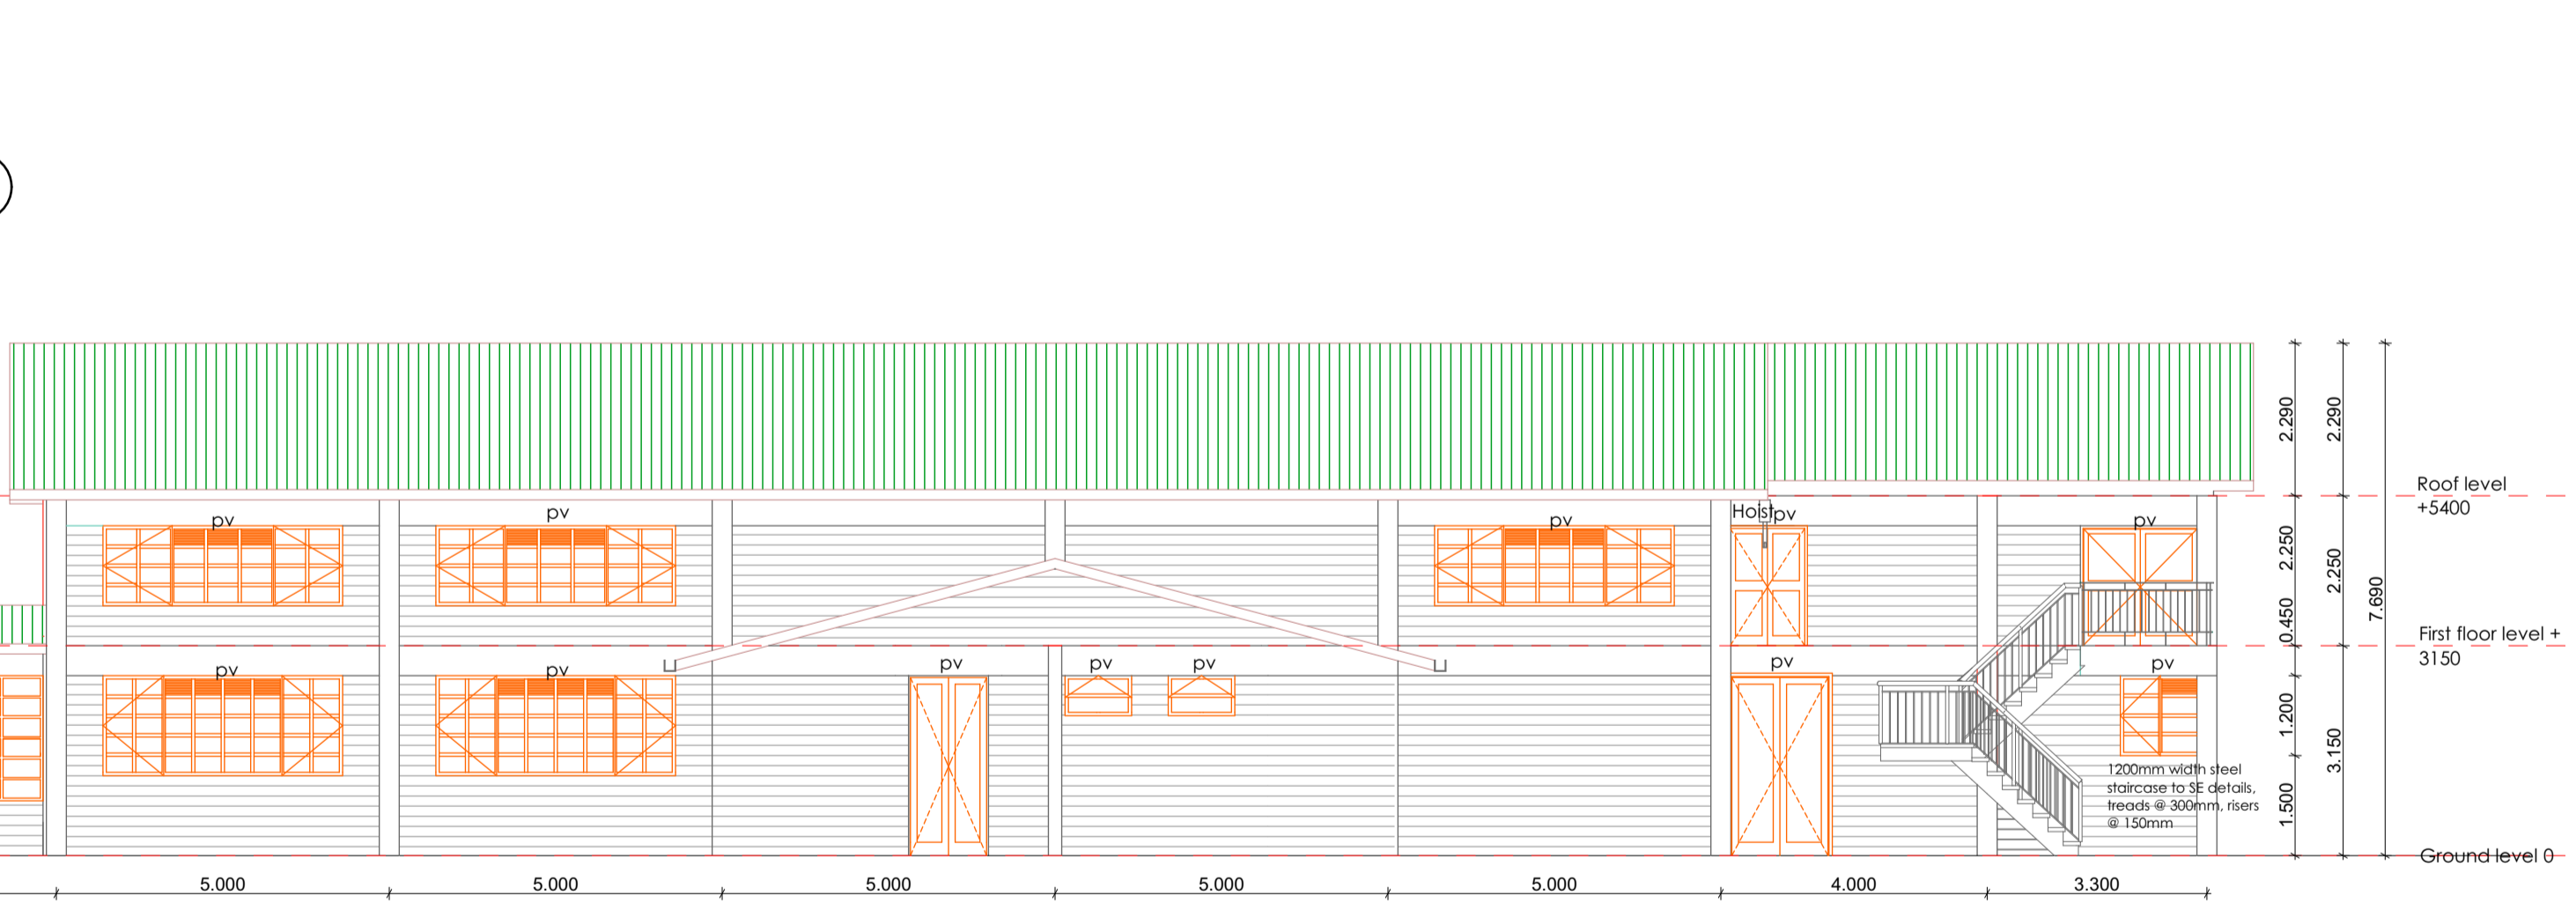 pv
pv
pv
Hoist
pv
pv
pv
pv
pv
pv
pv
pv
pv
1200mm width steel
staircase to SE details,
treads @ 300mm, risers
@ 150mm
2.290
2.250
0.450
1.200
1.500
2.290
2.250
3.150
7.690
Roof level
+5400
First floor level +
3150
Ground level 0
5.000
5.000
5.000
5.000
5.000
4.000
3.300